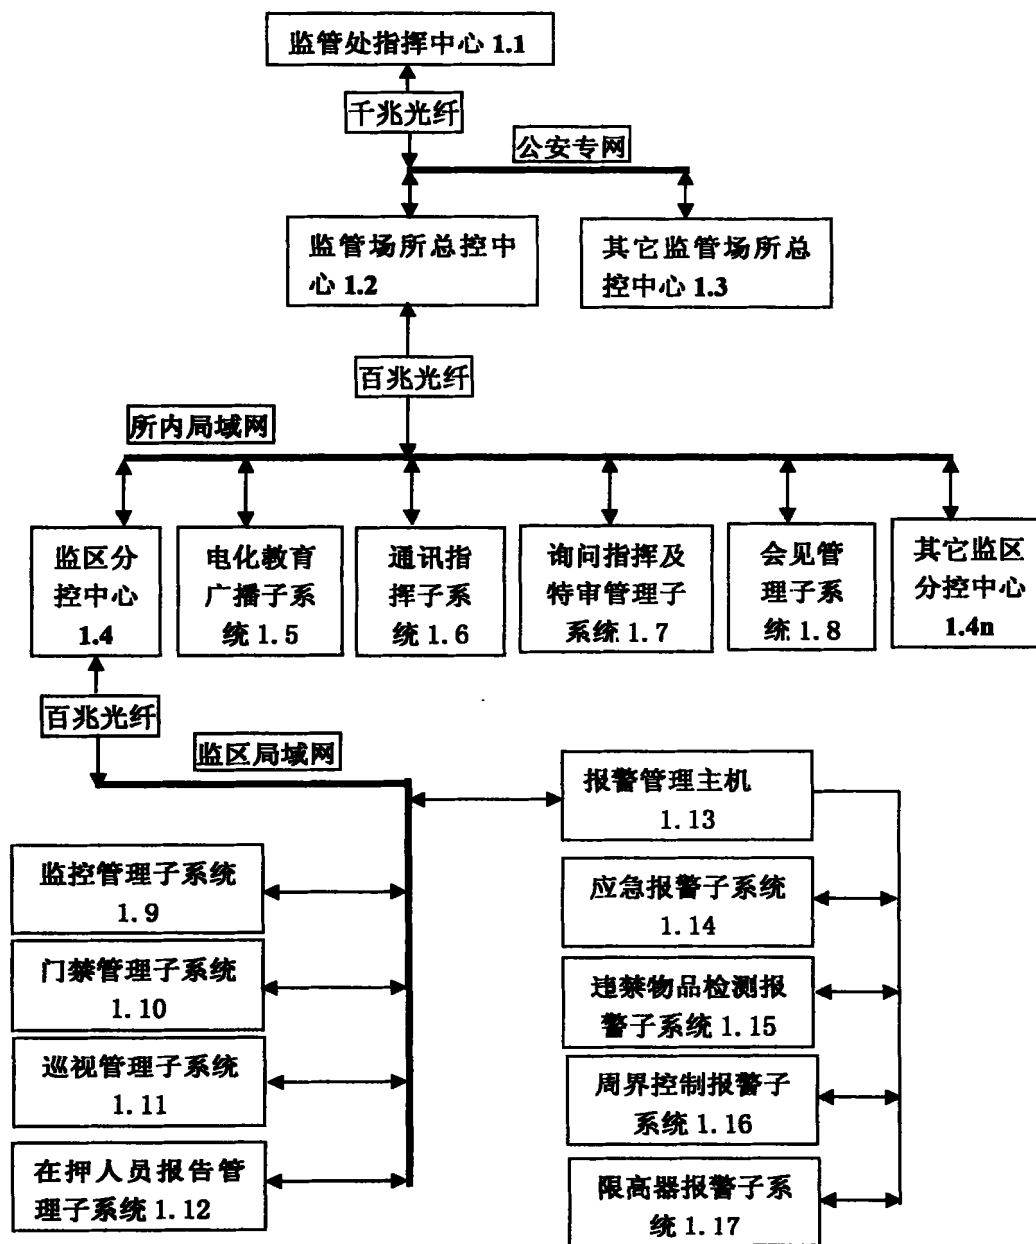 监管处指挥中心 1.1
千兆光纤
公安专网
监管场所总控中
心 1.2
其它监管场所总
控中心 1.3
百兆光纤
所内局域网
监区分
控中心
1.4
电化教育
广播子系
统 1.5
通讯指
挥子系
统 1.6
询问指挥及
特审管理子
系统 1.7
会见管
理子系
统 1.8
其它监区
分控中心
1.4n
百兆光纤
监区局域网
报警管理主机
1.13
监控管理子系统
1.9
应急报警子系统
1.14
门禁管理子系统
1.10
违禁物品检测报
警子系统 1.15
巡视管理子系统
1.11
周界控制报警子
系统 1.16
在押人员报告管
理子系统 1.12
限高器报警子系
统 1.17